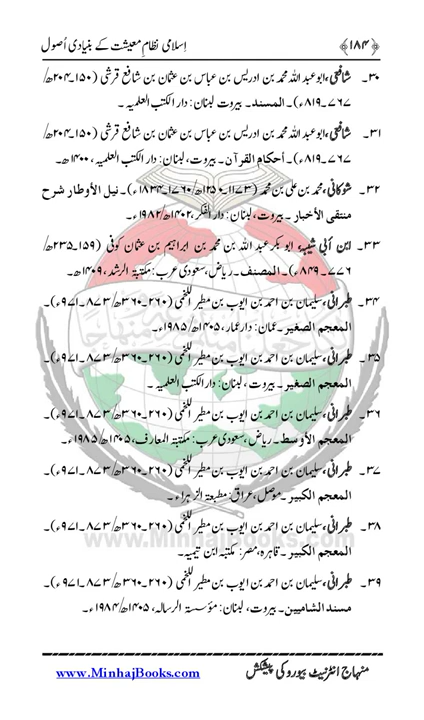 ﴿۱۸۴﴾ اِسلامی نظامِ معیشت کے بنیادی اُصول
۳۰۔ شافعی، ابو عبد اللہ محمد بن ادریس بن عباس بن عثمان بن شافع قرشی (۱۵۰۔۲۰۴ھ/
۷۶۷۔۸۱۹ء)۔ المسند۔ بیروت لبنان: دار الکتب العلمیہ۔
۳۱۔ شافعی، ابو عبد اللہ محمد بن ادریس بن عباس بن عثمان بن شافع قرشی (۱۵۰۔۲۰۴ھ/
۷۶۷۔۸۱۹ء)۔ أحکام القرآن۔ بیروت، لبنان: دار الکتب العلمیہ، ۱۴۰۰ھ۔
۳۲۔ شوکانی، محمد بن علی بن محمد (۱۱۷۳۔۱۲۵۰ھ/۱۷۶۰۔۱۸۳۴ء)۔ نیل الأوطار شرح
منتقی الأخبار۔ بیروت، لبنان: دار الفکر، ۱۴۰۲ھ/۱۹۸۲ء۔
۳۳۔ ابن أبی شیبہ، ابو بکر عبد اللہ بن محمد بن ابراہیم بن عثمان کوفی (۱۵۹۔۲۳۵ھ/
۷۷۶۔۸۴۹ء)۔ المصنف۔ ریاض، سعودی عرب: مکتبۃ الرشد، ۱۴۰۹ھ۔
۳۴۔ طبرانی، سلیمان بن احمد بن ایوب بن مطیر اللخمی (۲۶۰۔۳۶۰ھ/۸۷۳۔۹۷۱ء)۔
المعجم الصغیر۔ عمان: دار عمار، ۱۴۰۵ھ/۱۹۸۵ء۔
۳۵۔ طبرانی، سلیمان بن احمد بن ایوب بن مطیر اللخمی (۲۶۰۔۳۶۰ھ/۸۷۳۔۹۷۱ء)۔
المعجم الصغیر۔ بیروت، لبنان: دار الکتب العلمیہ۔
۳۶۔ طبرانی، سلیمان بن احمد بن ایوب بن مطیر اللخمی (۲۶۰۔۳۶۰ھ/۸۷۳۔۹۷۱ء)۔
المعجم الأوسط۔ ریاض، سعودی عرب: مکتبۃ المعارف، ۱۴۰۵ھ/۱۹۸۵ء۔
۳۷۔ طبرانی، سلیمان بن احمد بن ایوب بن مطیر اللخمی (۲۶۰۔۳۶۰ھ/۸۷۳۔۹۷۱ء)۔
المعجم الکبیر۔ موصل، عراق: مطبعۃ الزہراء۔
۳۸۔ طبرانی، سلیمان بن احمد بن ایوب بن مطیر اللخمی (۲۶۰۔۳۶۰ھ/۸۷۳۔۹۷۱ء)۔
المعجم الکبیر۔ قاہرہ، مصر: مکتبہ ابن تیمیہ۔
www.MinhajBooks.com
۳۹۔ طبرانی، سلیمان بن احمد بن ایوب بن مطیر اللخمی (۲۶۰۔۳۶۰ھ/۸۷۳۔۹۷۱ء)۔
مسند الشامیین۔ بیروت، لبنان: مؤسسۃ الرسالہ، ۱۴۰۵ھ/۱۹۸۴ء۔
منہاج انٹرنیٹ بیورو کی پیشکش www.MinhajBooks.com